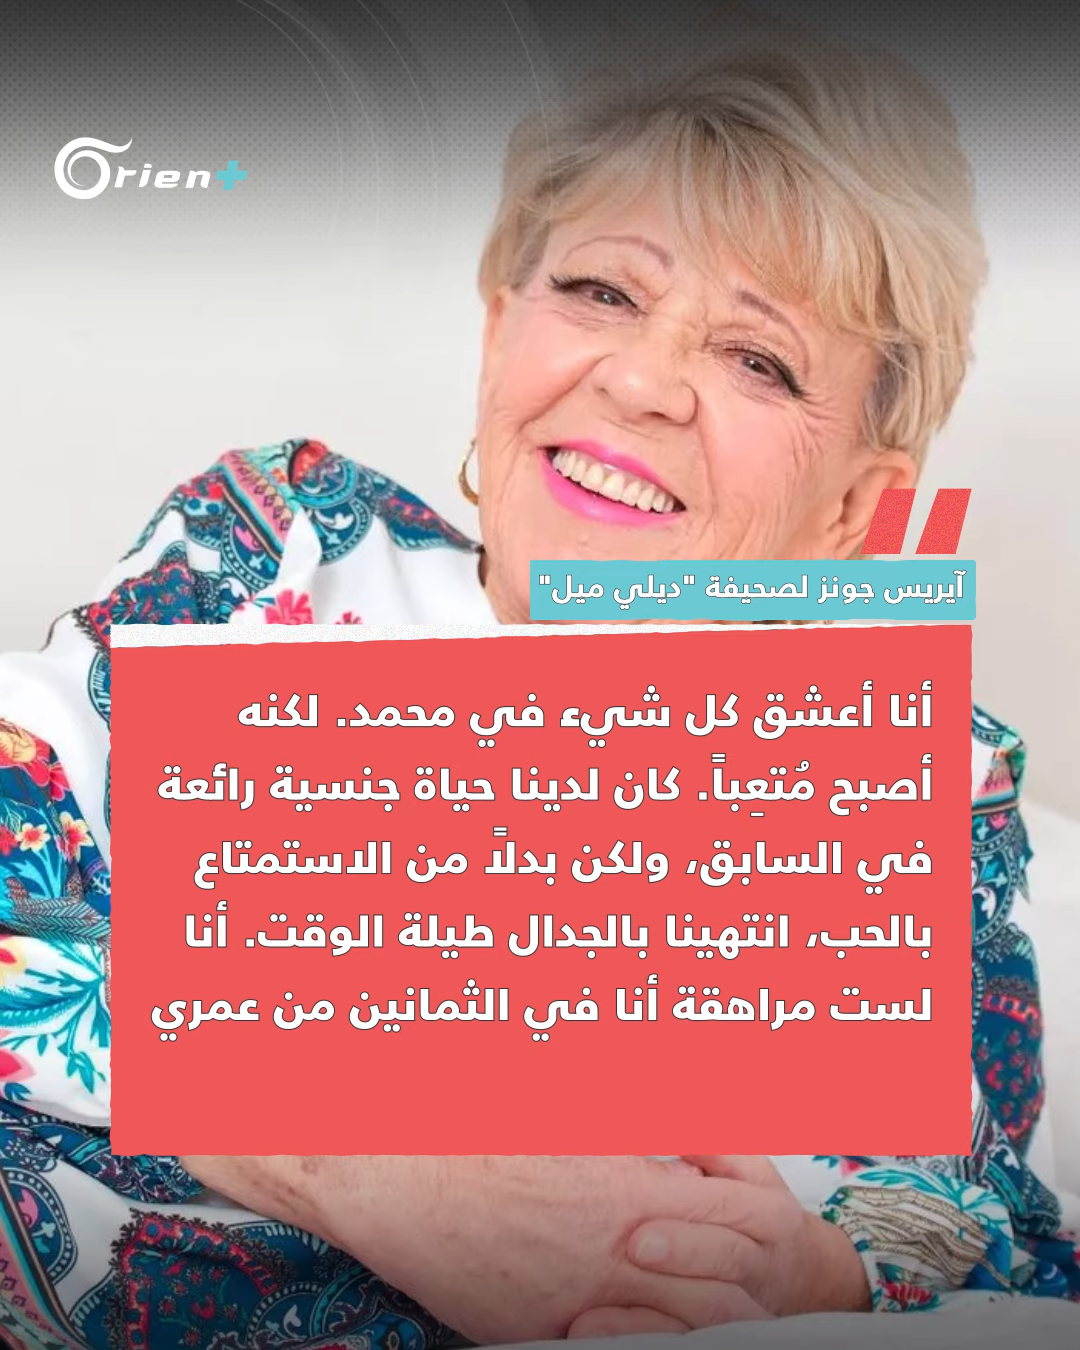 Orien+
آيريس جونز لصحيفة "ديلي ميل"
أنا أعشق كل شيء في محمد. لكنه
أصبح مُتعِباً. كان لدينا حياة جنسية رائعة
في السابق، ولكن بدلاً من الاستمتاع
بالحب، انتهينا بالجدال طيلة الوقت. أنا
لست مراهقة أنا في الثمانين من عمري